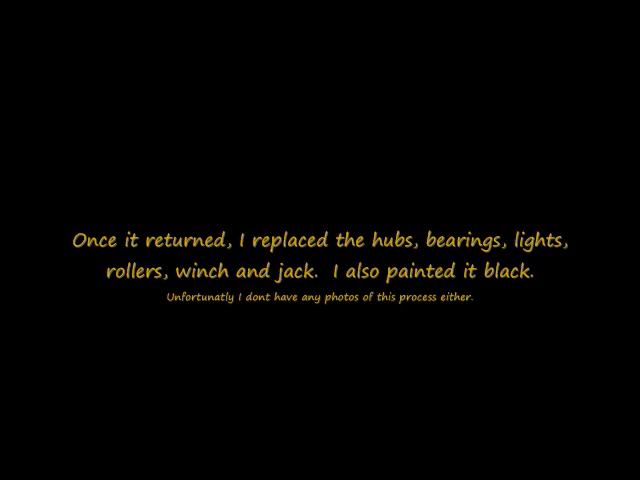 Once it returned, I replaced the hubs, bearings, lights,
rollers, winch and jack.  I also painted it black.
Unfortunatly I dont have any photos of this process either.